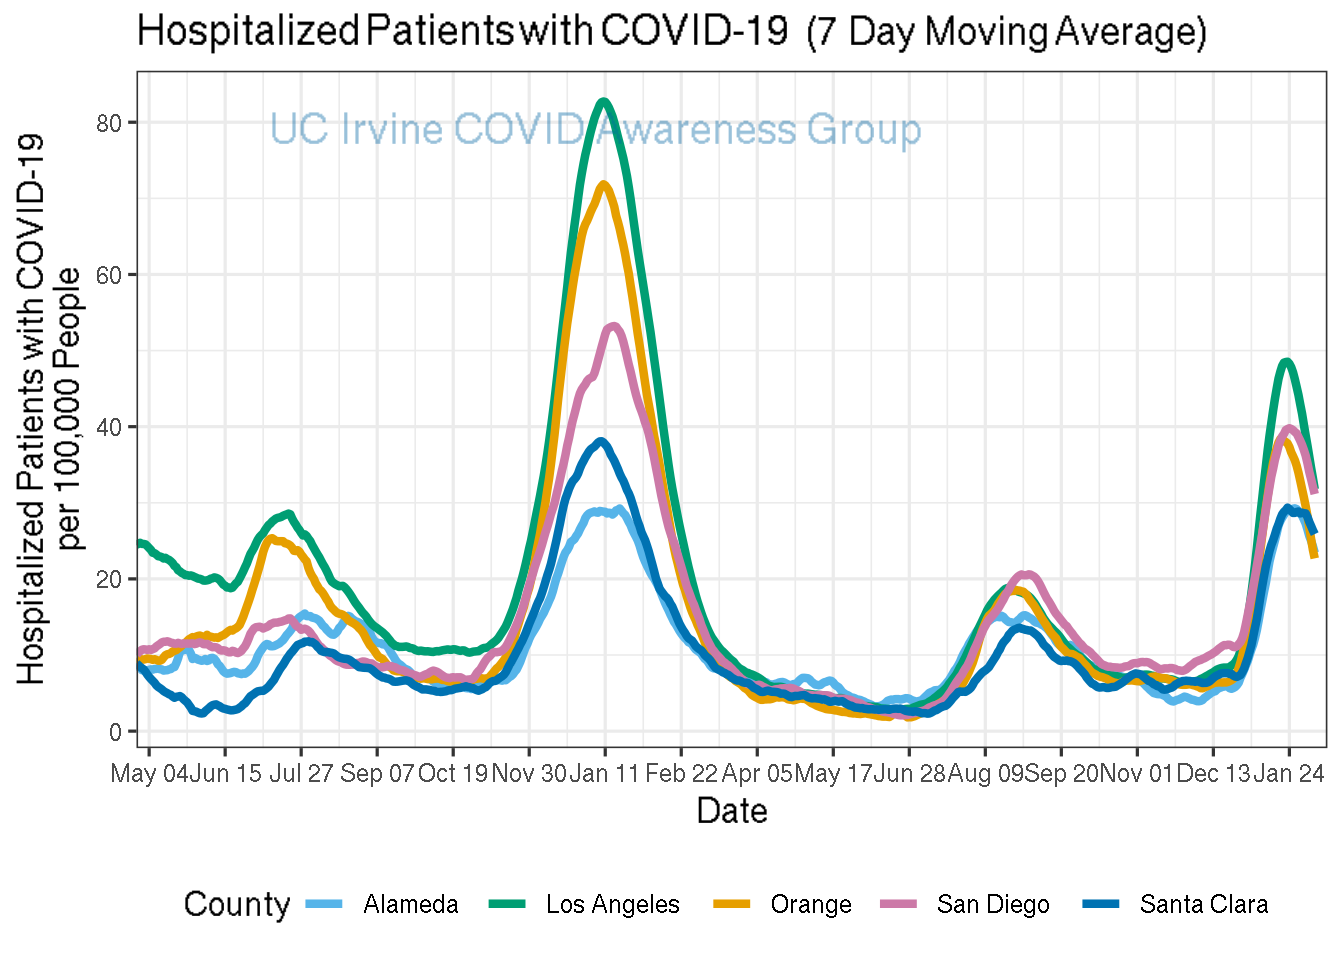 Hospitalized Patients with COVID-19 (7 Day Moving Average)
UC Irvine COVID Awareness Group
Hospitalized Patients with COVID-19
per 100,000 People
80
60
40
20
0
May 04 Jun 15 Jul 27 Sep 07 Oct 19 Nov 30 Jan 11 Feb 22 Apr 05 May 17 Jun 28 Aug 09 Sep 20 Nov 01 Dec 13 Jan 24
Date
County Alameda Los Angeles Orange San Diego Santa Clara